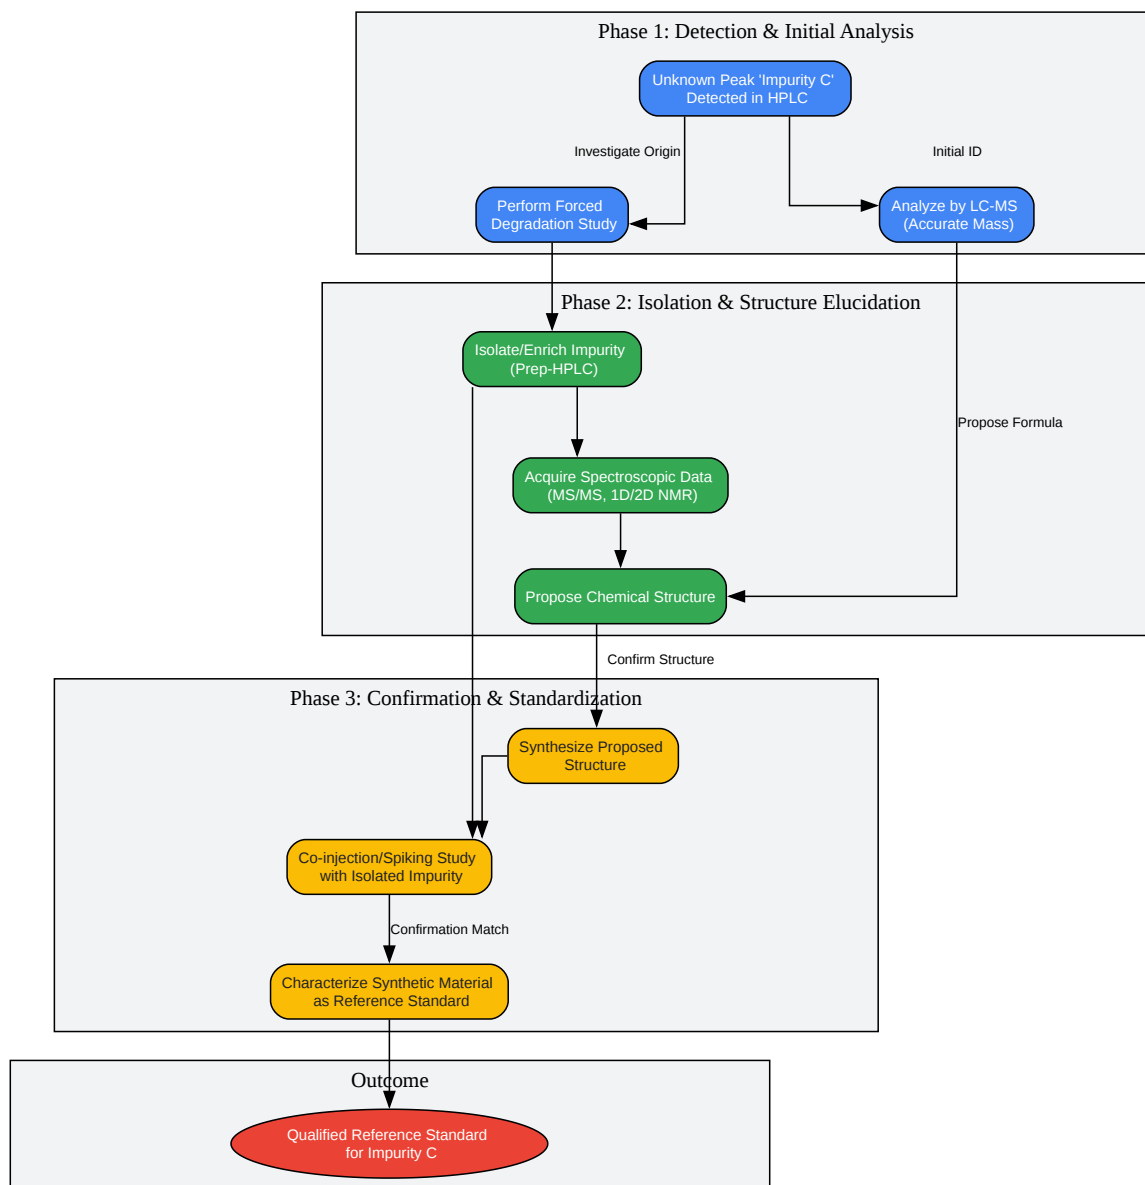 Phase 1: Detection & Initial Analysis
Unknown Peak 'Impurity C'
Detected in HPLC
Investigate Origin
Initial ID
Perform Forced
Degradation Study
Analyze by LC-MS
(Accurate Mass)
Phase 2: Isolation & Structure Elucidation
Isolate/Enrich Impurity
(Prep-HPLC)
Propose Formula
Acquire Spectroscopic Data
(MS/MS, 1D/2D NMR)
Propose Chemical Structure
Confirm Structure
Phase 3: Confirmation & Standardization
Synthesize Proposed
Structure
Co-injection/Spiking Study
with Isolated Impurity
Confirmation Match
Characterize Synthetic Material
as Reference Standard
Outcome
Qualified Reference Standard
for Impurity C